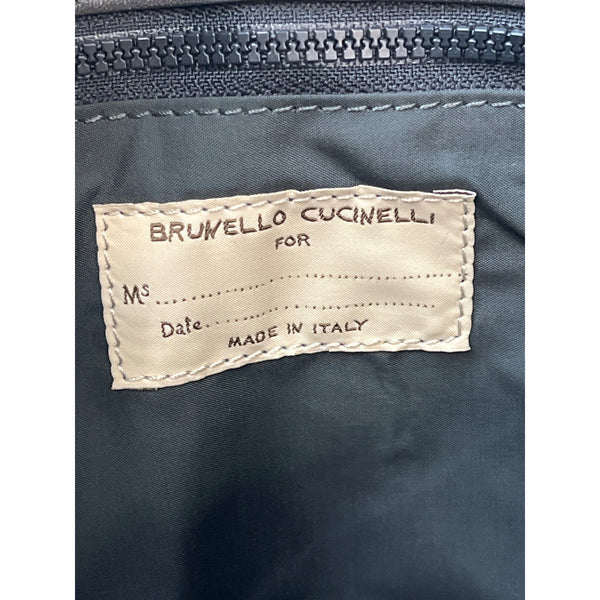 BRUNELLO CUCINELLI
FOR
Ms..............................
Date..............................
MADE IN ITALY